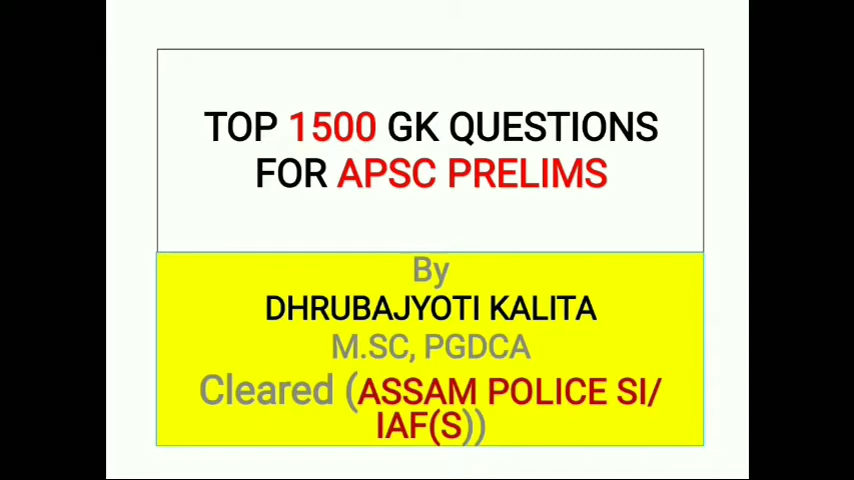 TOP 1500 GK QUESTIONS
FOR APSC PRELIMS
By
DHRUBAJYOTI KALITA
M.SC, PGDCA
Cleared (ASSAM POLICE SI/
IAF(S))